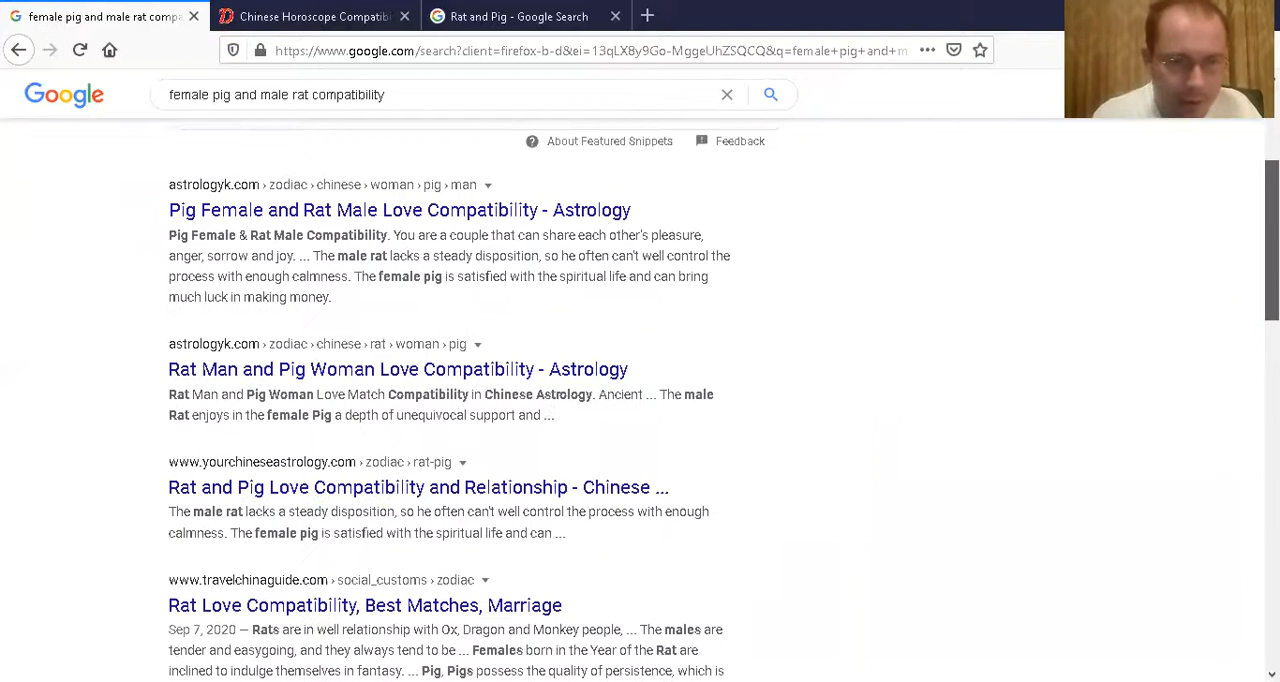 female pig and male rat compa
Chinese Horoscope Compatibi
Rat and Pig - Google Search
https://www.google.com/search?client=firefox-b-d&ei=13qLX8y9Go-MggeUhZSQCQ&q=female+pig+and+m
Google
female pig and male rat compatibility
About Featured Snippets
Feedback
astrologyk.com › zodiac › chinese › woman › pig › man
Pig Female and Rat Male Love Compatibility - Astrology
Pig Female & Rat Male Compatibility. You are a couple that can share each other's pleasure,
anger, sorrow and joy. ... The male rat lacks a steady disposition, so he often can't well control the
process with enough calmness. The female pig is satisfied with the spiritual life and can bring
much luck in making money.
astrologyk.com › zodiac › chinese › rat › woman › pig
Rat Man and Pig Woman Love Compatibility - Astrology
Rat Man and Pig Woman Love Match Compatibility in Chinese Astrology. Ancient ... The male
Rat enjoys in the female Pig a depth of unequivocal support and ...
www.yourchineseastrology.com › zodiac › rat-pig
Rat and Pig Love Compatibility and Relationship - Chinese ...
The male rat lacks a steady disposition, so he often can't well control the process with enough
calmness. The female pig is satisfied with the spiritual life and can ...
www.travelchinaguide.com › social_customs › zodiac
Rat Love Compatibility, Best Matches, Marriage
Sep 7, 2020 — Rats are in well relationship with Ox, Dragon and Monkey people, ... The males are
tender and easygoing, and they always tend to be ... Females born in the Year of the Rat are
inclined to indulge themselves in fantasy. ... Pig, Pigs possess the quality of persistence, which is